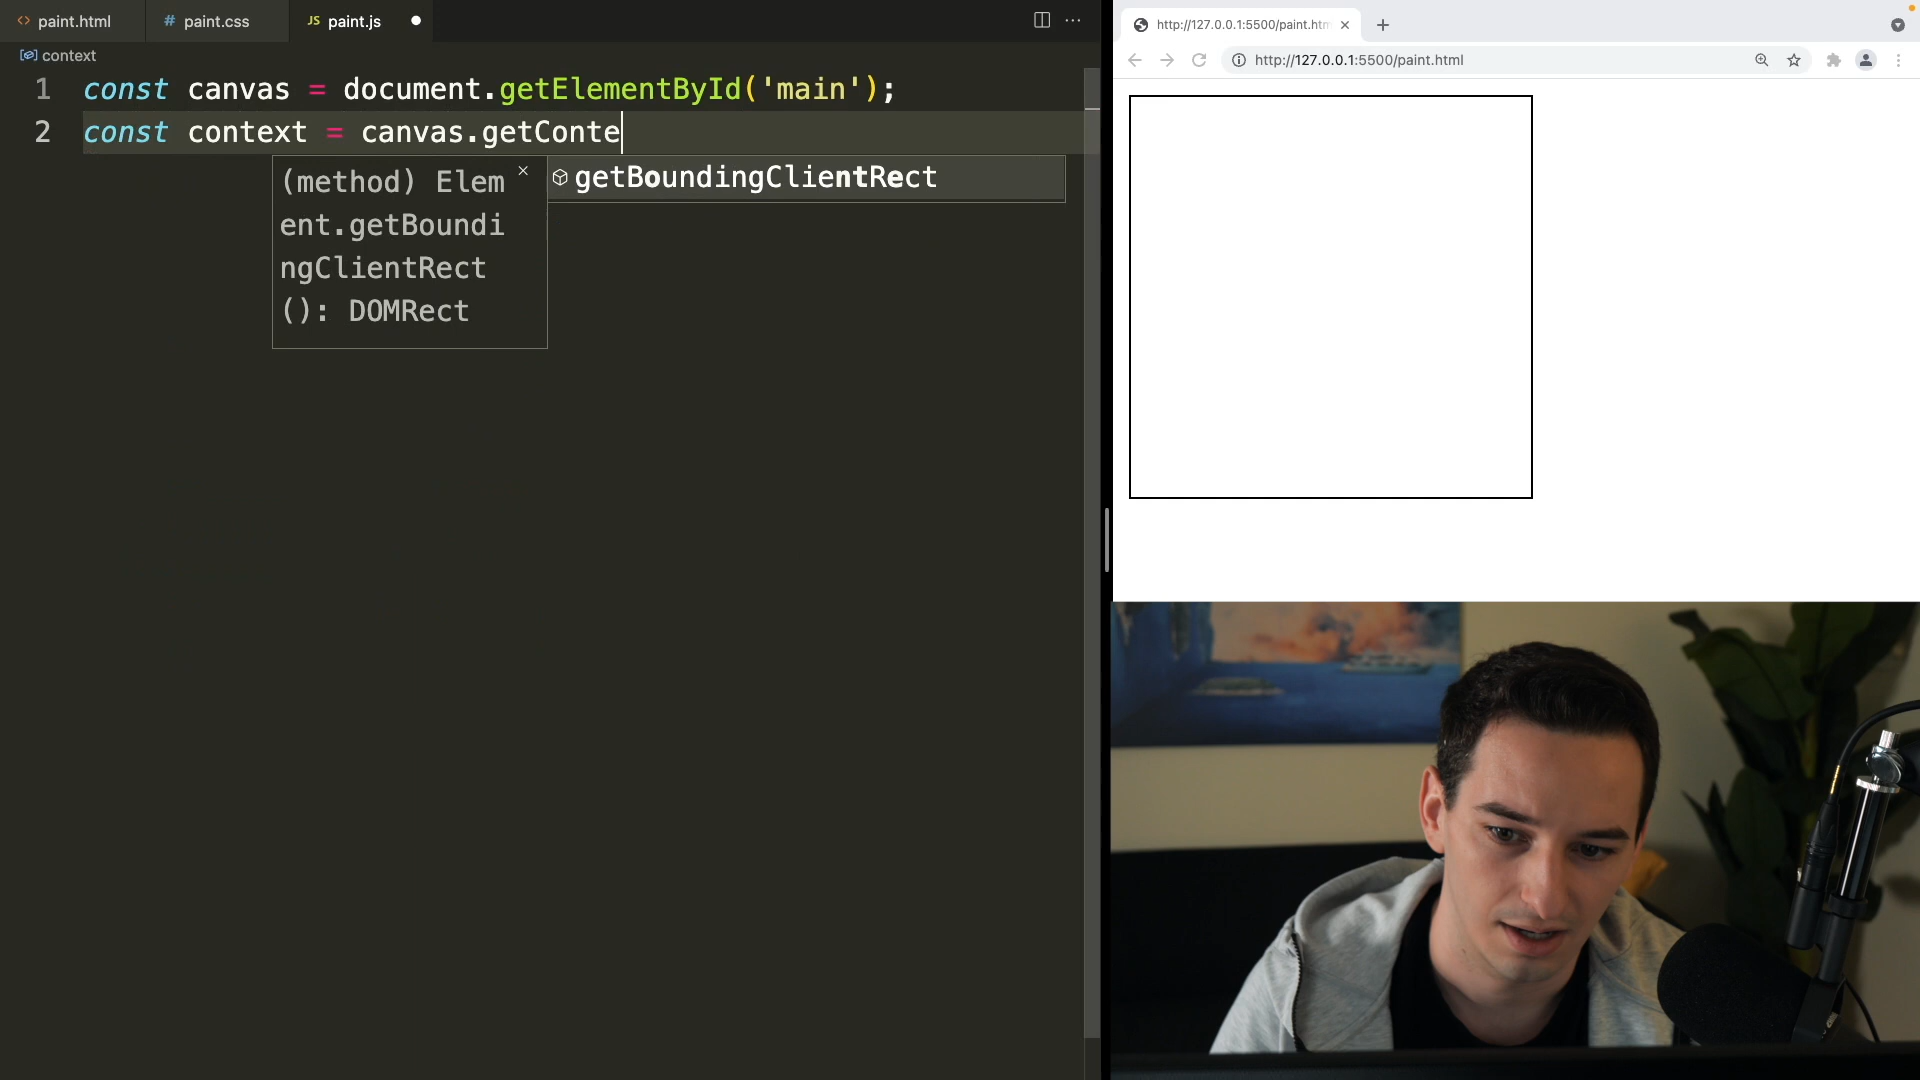 paint.html
paint.css
JS paint.js
context
1 const canvas = document.getElementById('main');
2 const context = canvas.getConte
(method) Elem
ent.getBoundi
ngClientRect
(): DOMRect
getBoundingClientRect
http://127.0.0.1:5500/paint.htm
http://127.0.0.1:5500/paint.html